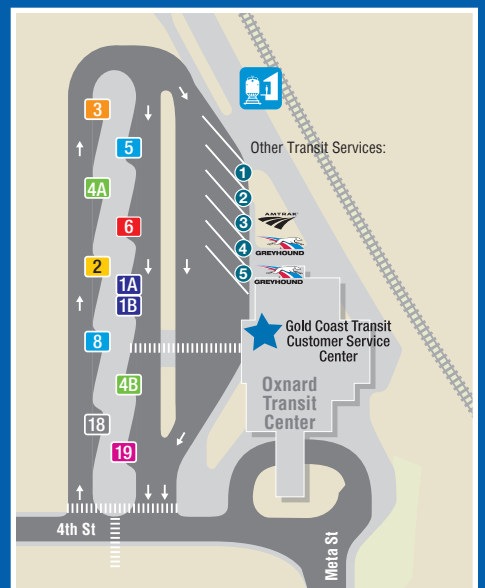 3
5
4A
6
2
1A
1B
8
4B
18
19
Other Transit Services:
1
2
3
AMTRAK
4
GREYHOUND
5
GREYHOUND
Gold Coast Transit
Customer Service
Center
Oxnard
Transit
Center
4th St
Meta St